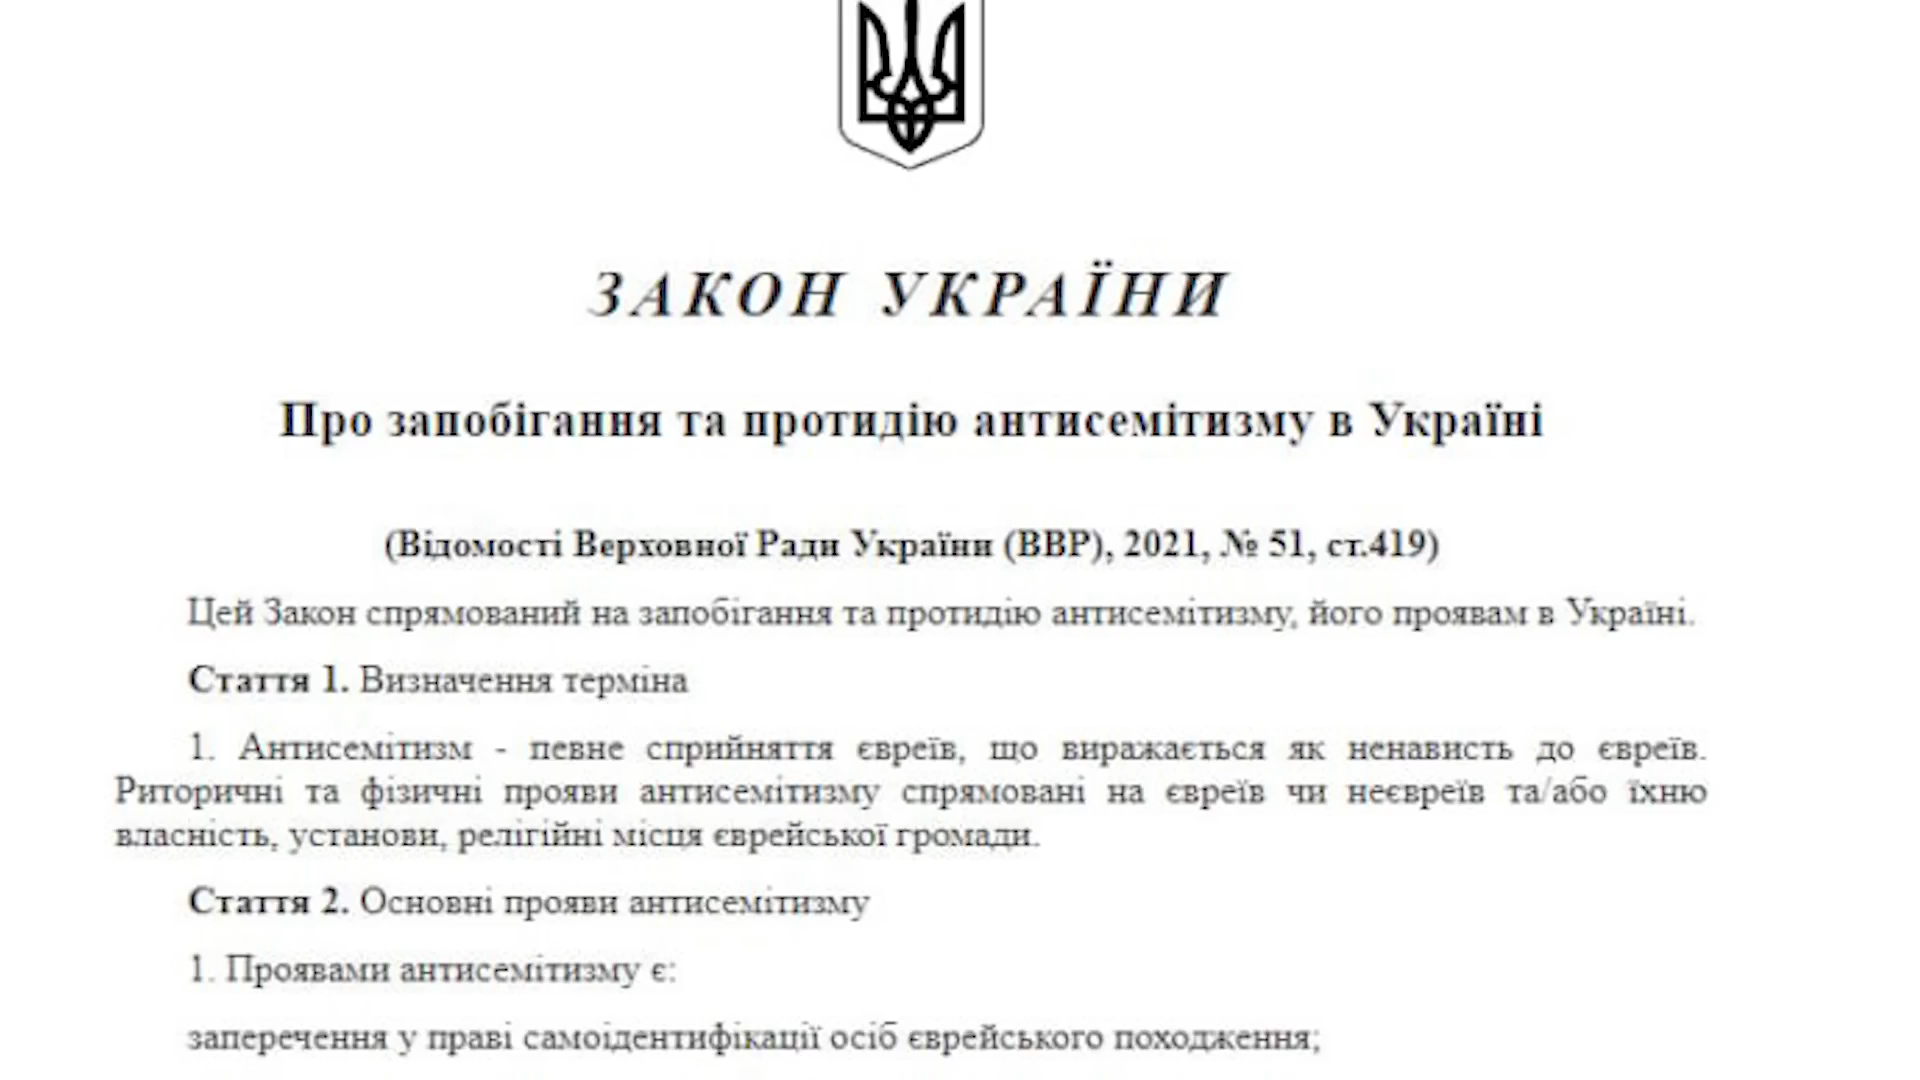 ЗАКОН УКРАЇНИ
Про запобігання та протидію антисемітизму в Україні
(Відомості Верховної Ради України (ВВР), 2021, № 51, ст.419)
Цей Закон спрямований на запобігання та протидію антисемітизму, його проявам в Україні.
Стаття 1. Визначення терміна
1. Антисемітизм - певне сприйняття євреїв, що виражається як ненависть до євреїв.
Риторичні та фізичні прояви антисемітизму спрямовані на євреїв чи неєвреїв та/або їхню
власність, установи, релігійні місця єврейської громади.
Стаття 2. Основні прояви антисемітизму
1. Проявами антисемітизму є:
заперечення у праві самоідентифікації осіб єврейського походження;